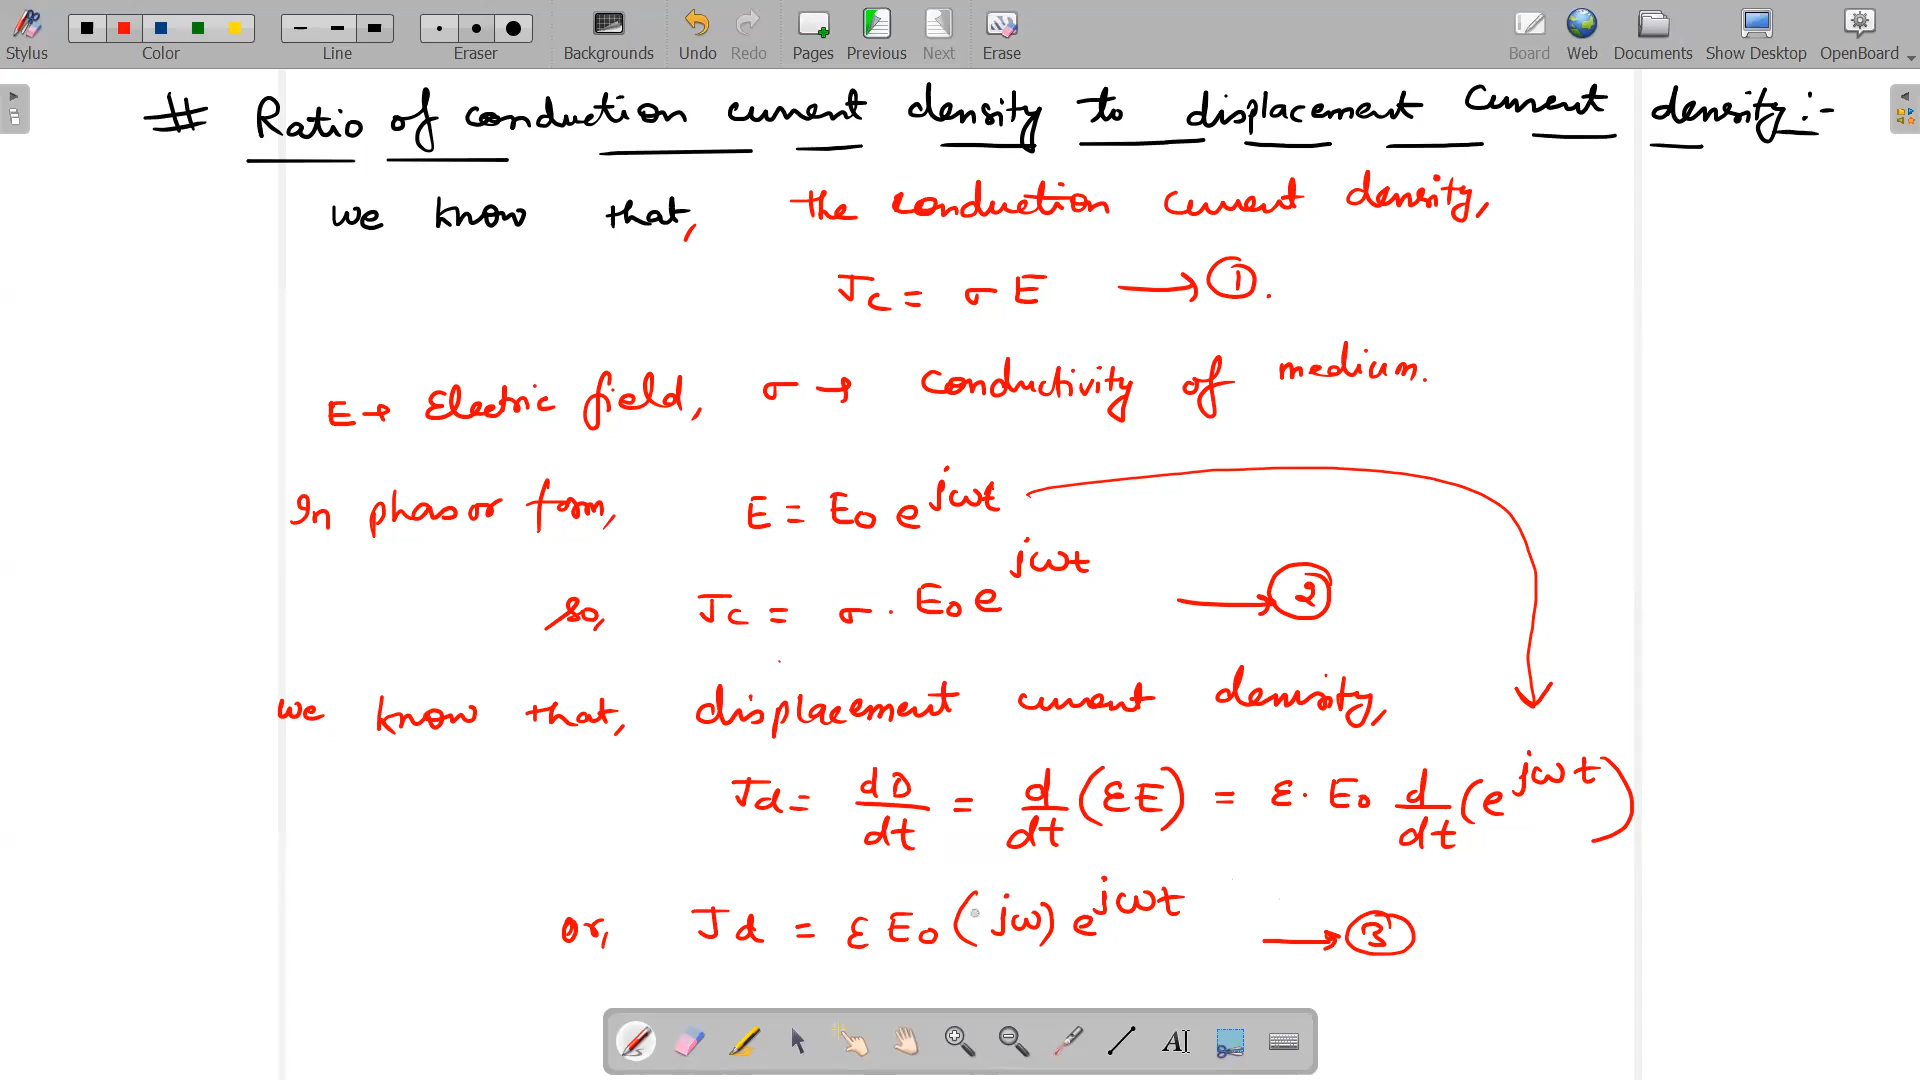 Stylus Color Line Eraser Backgrounds Undo Redo Pages Previous Next Erase Board Web Documents Show Desktop OpenBoard
# Ratio of conduction current density to displacement current density:-
we know that, the conduction current density,
Jc = σ E → ①.
E → Electric field, σ → conductivity of medium.
In phasor form, E = E₀ e^{jωt}
so, Jc = σ · E₀ e^{jωt} → ②
we know that, displacement current density,
Jd = dD/dt = d/dt (εE) = ε · E₀ d/dt (e^{jωt})
or, Jd = ε E₀ (jω) e^{jωt} → ③
AI